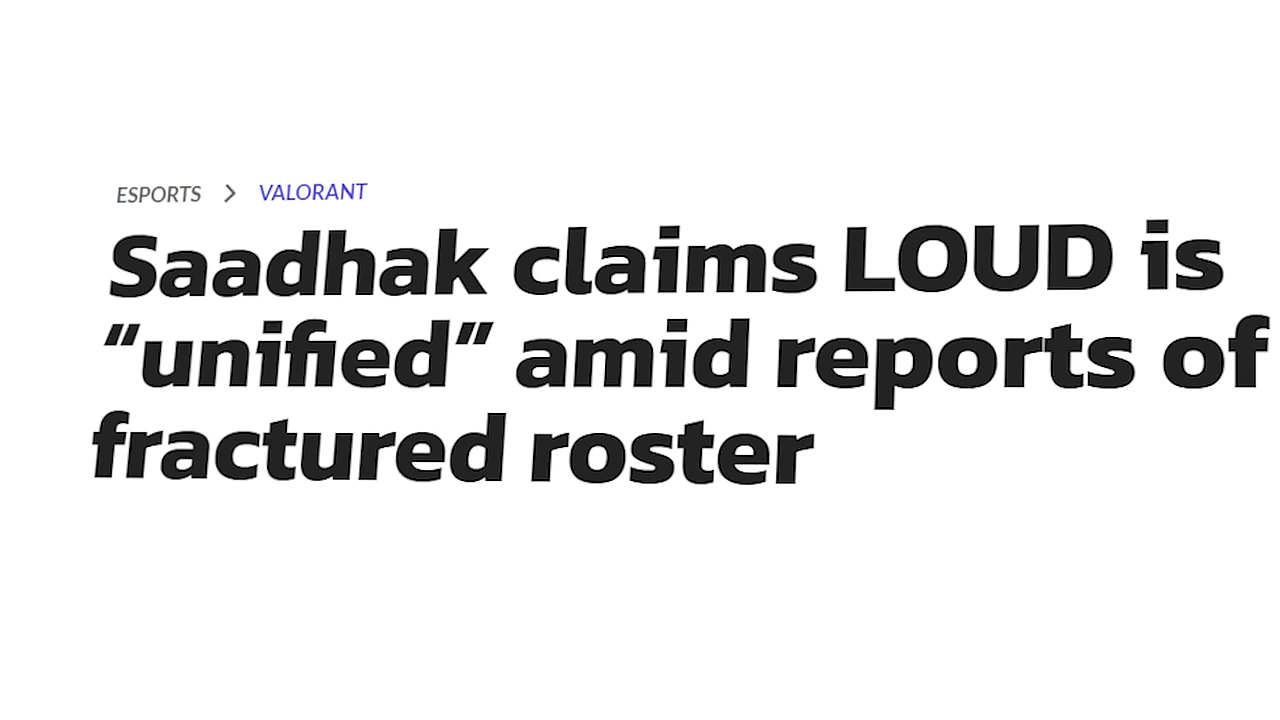 ESPORTS > VALORANT
Saadhak claims LOUD is
“unified” amid reports of
fractured roster